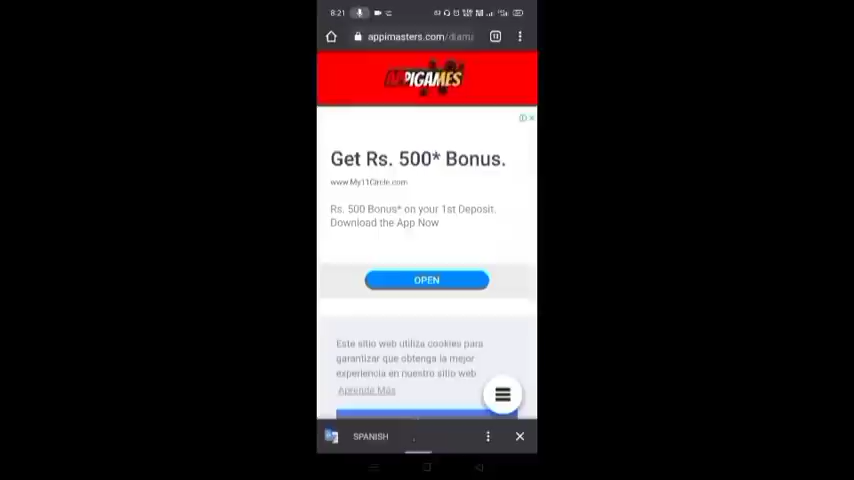 8:21
appimasters.com/diama
APPIGAMES
Get Rs. 500* Bonus.
www.My11Circle.com
Rs. 500 Bonus* on your 1st Deposit.
Download the App Now
OPEN
Este sitio web utiliza cookies para
garantizar que obtenga la mejor
experiencia en nuestro sitio web
Aprende Más
SPANISH